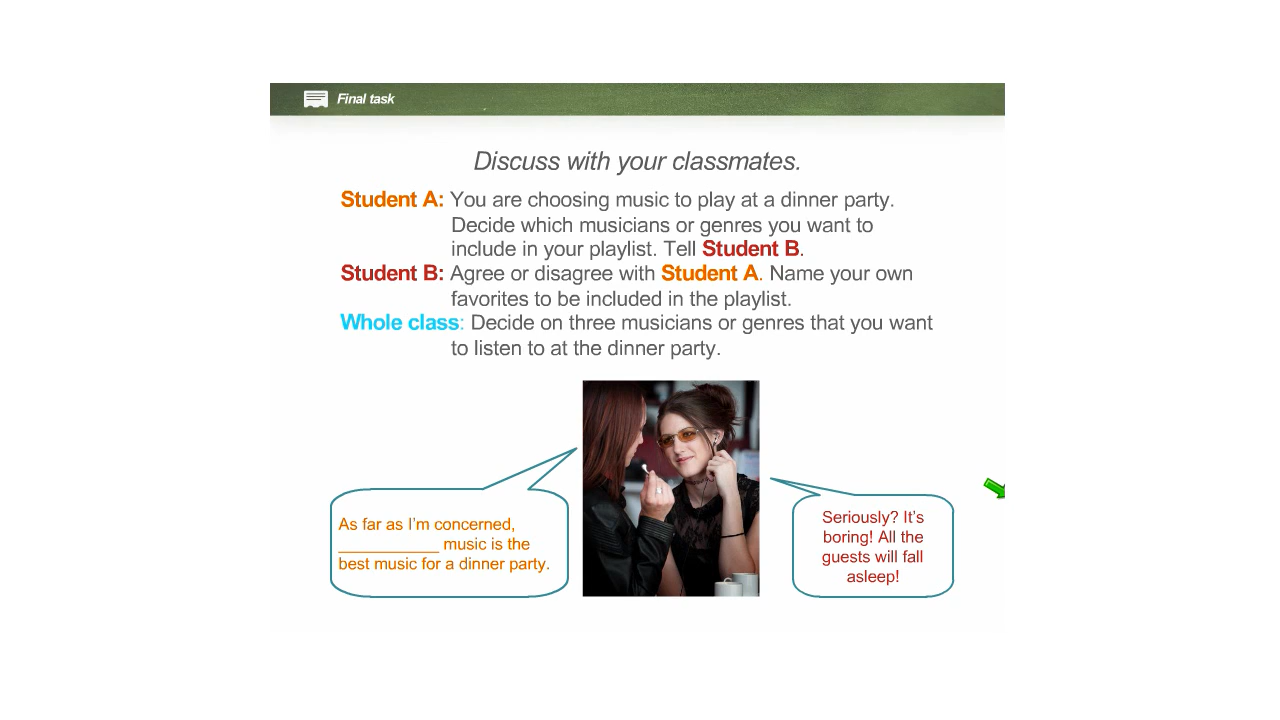 Final task
Discuss with your classmates.
Student A: You are choosing music to play at a dinner party.
Decide which musicians or genres you want to
include in your playlist. Tell Student B.
Student B: Agree or disagree with Student A. Name your own
favorites to be included in the playlist.
Whole class: Decide on three musicians or genres that you want
to listen to at the dinner party.
As far as I'm concerned,
____________ music is the
best music for a dinner party.
Seriously? It's
boring! All the
guests will fall
asleep!